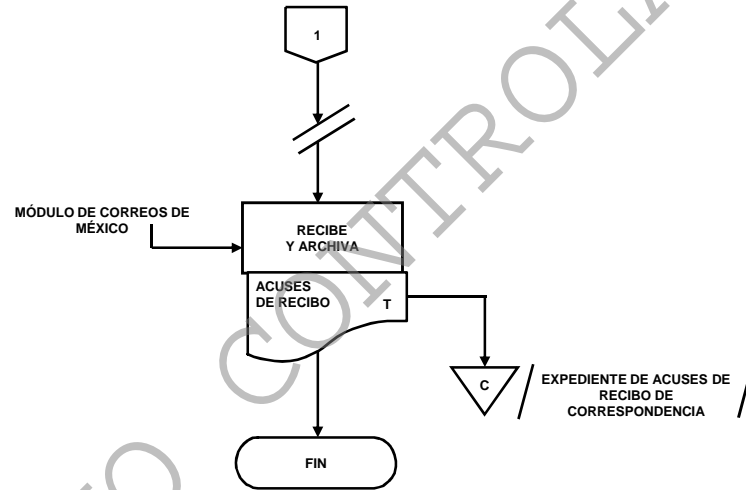 1
MÓDULO DE CORREOS DE
MÉXICO
RECIBE
Y ARCHIVA
ACUSES
DE RECIBO
T
C
EXPEDIENTE DE ACUSES DE
RECIBO DE
CORRESPONDENCIA
FIN
O CONTROLA